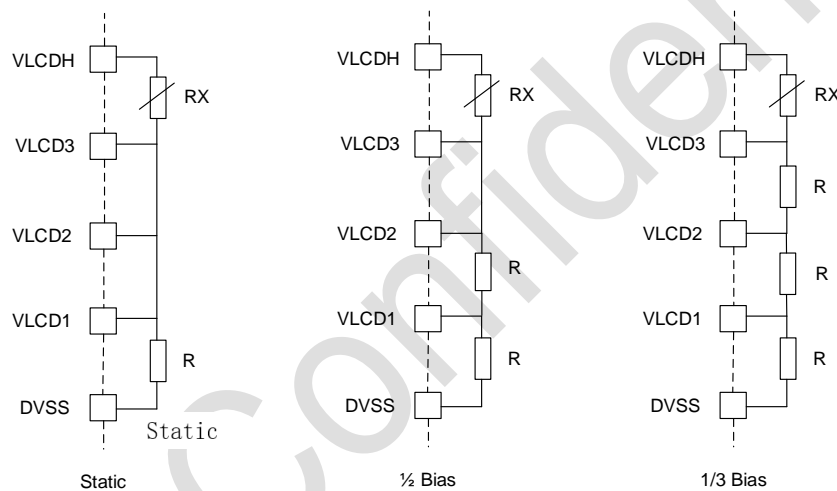 VLCDH
RX
VLCD3
VLCD2
VLCD1
R
DVSS
Static
Static
VLCDH
RX
VLCD3
VLCD2
R
VLCD1
R
DVSS
½ Bias
VLCDH
RX
VLCD3
R
VLCD2
R
VLCD1
R
DVSS
1/3 Bias
Confiden